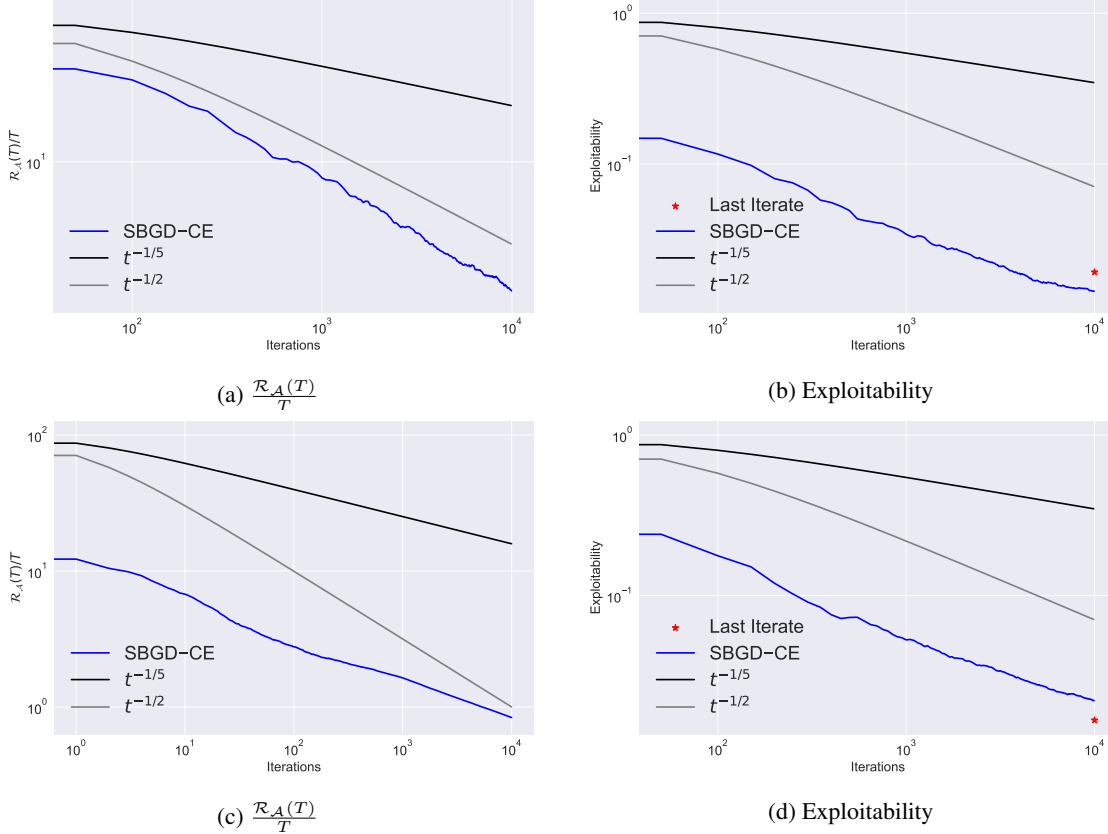 R_A(T)/T
10^1
SBGD−CE
t^{−1/5}
t^{−1/2}
10^2 10^3 10^4
Iterations
(a) R_A(T)/T
Exploitability
10^0
10^{−1}
Last Iterate
SBGD−CE
t^{−1/5}
t^{−1/2}
10^2 10^3 10^4
Iterations
(b) Exploitability
R_A(T)/T
10^2
10^1
10^0
SBGD−CE
t^{−1/5}
t^{−1/2}
10^0 10^1 10^2 10^3 10^4
Iterations
(c) R_A(T)/T
Exploitability
10^0
10^{−1}
Last Iterate
SBGD−CE
t^{−1/5}
t^{−1/2}
10^2 10^3 10^4
Iterations
(d) Exploitability